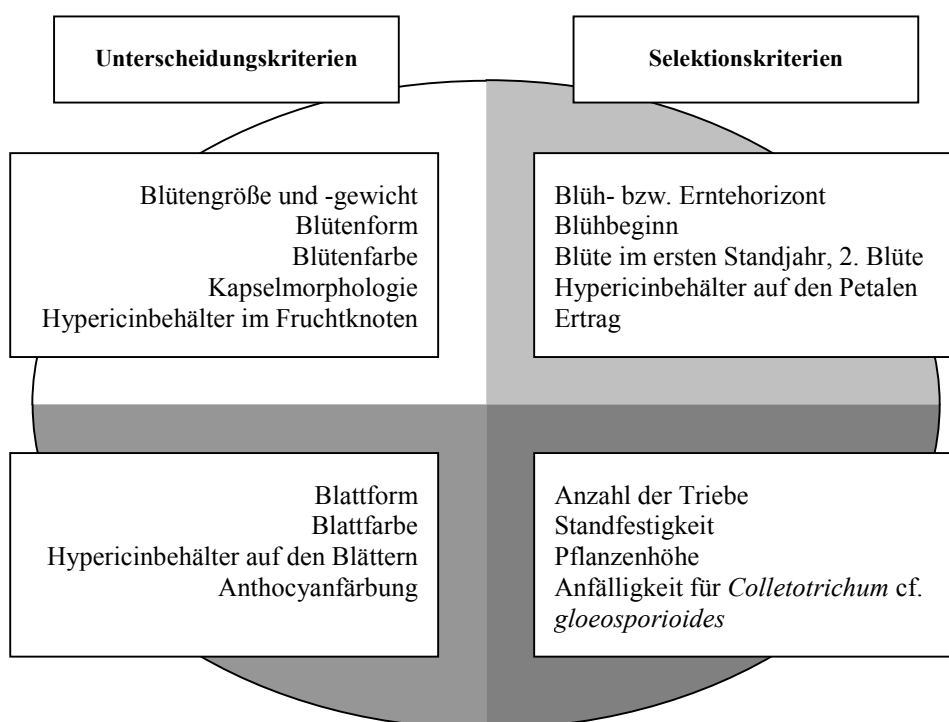 Unterscheidungskriterien
Selektionskriterien
Blütengröße und -gewicht
Blütenform
Blütenfarbe
Kapselmorphologie
Hypericinbehälter im Fruchtknoten
Blüh- bzw. Erntehorizont
Blühbeginn
Blüte im ersten Standjahr, 2. Blüte
Hypericinbehälter auf den Petalen
Ertrag
Blattform
Blattfarbe
Hypericinbehälter auf den Blättern
Anthocyanfärbung
Anzahl der Triebe
Standfestigkeit
Pflanzenhöhe
Anfälligkeit für Colletotrichum cf.
gloeosporioides